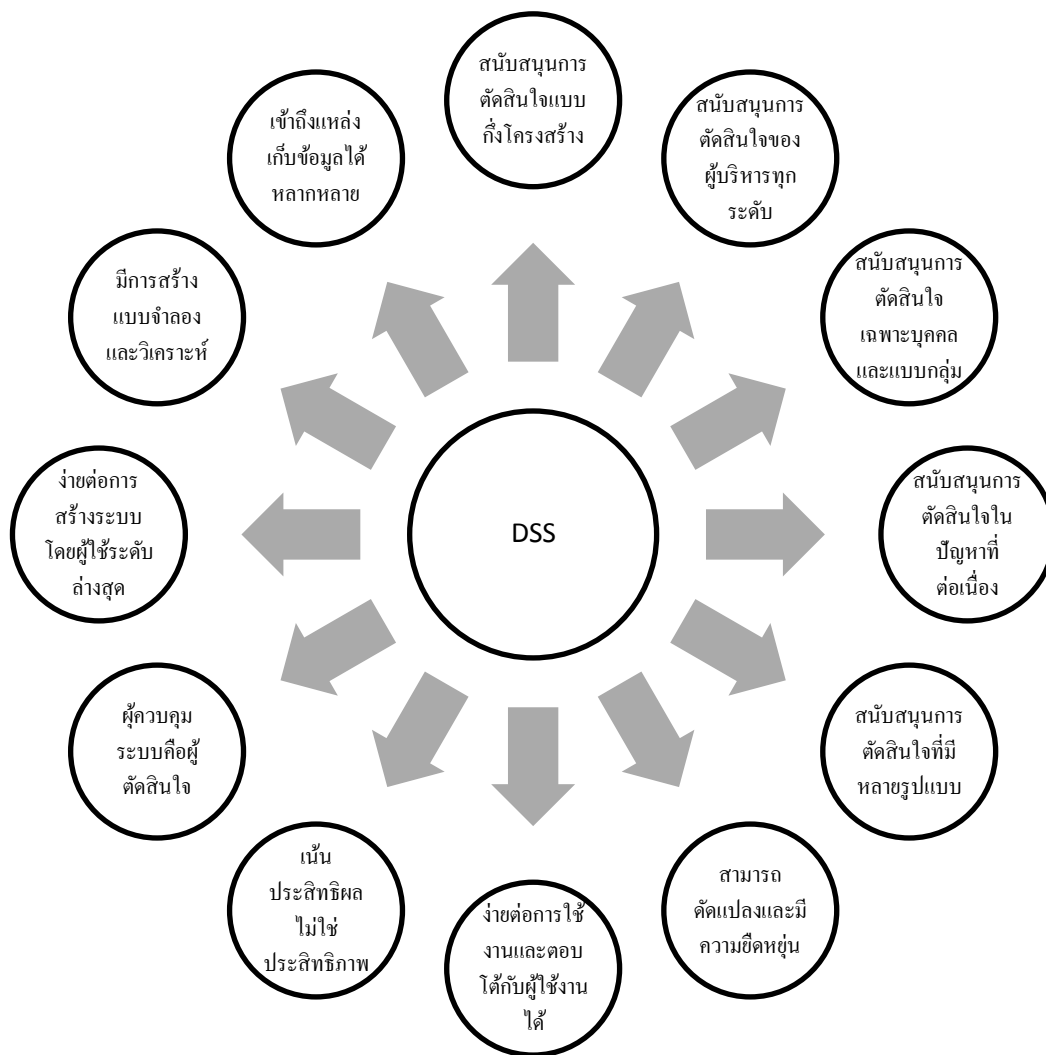 สนับสนุนการ
ตัดสินใจแบบ
กึ่งโครงสร้าง
สนับสนุนการ
ตัดสินใจของ
ผู้บริหารทุก
ระดับ
สนับสนุนการ
ตัดสินใจ
เฉพาะบุคคล
และแบบกลุ่ม
สนับสนุนการ
ตัดสินใจใน
ปัญหาที่
ต่อเนื่อง
สนับสนุนการ
ตัดสินใจที่มี
หลายรูปแบบ
สามารถ
ดัดแปลงและมี
ความยืดหยุ่น
ง่ายต่อการใช้
งานและตอบ
โต้กับผู้ใช้งาน
ได้
เน้น
ประสิทธิผล
ไม่ใช่
ประสิทธิภาพ
ผุ้ควบคุม
ระบบคือผู้
ตัดสินใจ
ง่ายต่อการ
สร้างระบบ
โดยผู้ใช้ระดับ
ล่างสุด
มีการสร้าง
แบบจำลอง
และวิเคราะห์
เข้าถึงแหล่ง
เก็บข้อมูลได้
หลากหลาย
DSS